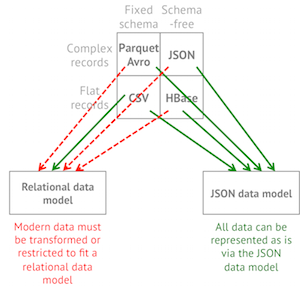 Fixed
schema
Schema
-free
Complex
records
Parquet
Avro
JSON
Flat
records
CSV
HBase
Relational data
model
JSON data model
Modern data must
be transformed or
restricted to fit a
relational data
model
All data can be
represented as is
via the JSON
data model